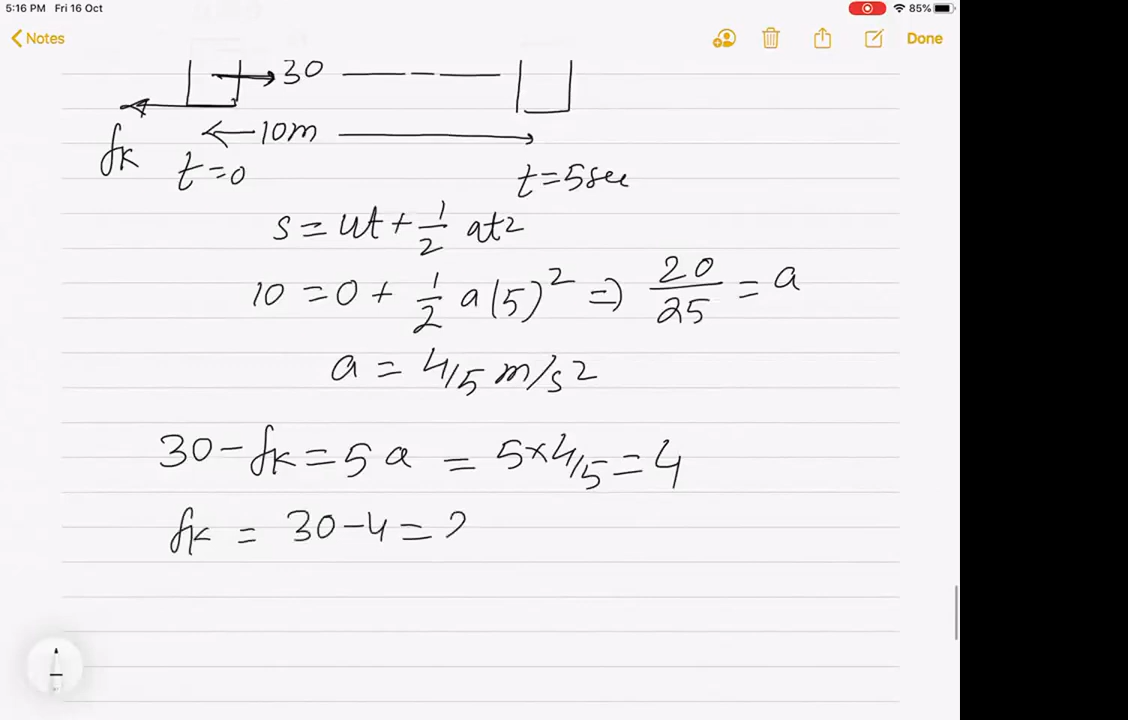 5:16 PM Fri 16 Oct
85%
Notes
Done
30
fk
10m
t=0
t=5sec
s = ut + 1/2 at²
10 = 0 + 1/2 a(5)² => 20/25 = a
a = 4/5 m/s²
30 - fk = 5a = 5×4/5 = 4
fk = 30-4 = 2